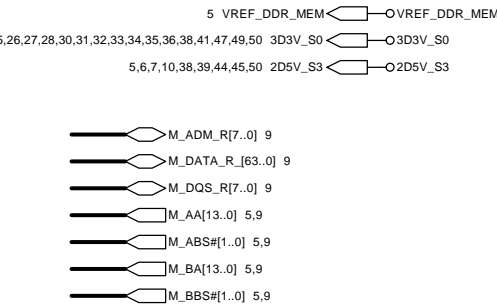 5 VREF_DDR_MEM VREF_DDR_MEM
5,26,27,28,30,31,32,33,34,35,36,38,41,47,49,50 3D3V_S0 3D3V_S0
5,6,7,10,38,39,44,45,50 2D5V_S3 2D5V_S3
M_ADM_R[7..0] 9
M_DATA_R_[63..0] 9
M_DQS_R[7..0] 9
M_AA[13..0] 5,9
M_ABS#[1..0] 5,9
M_BA[13..0] 5,9
M_BBS#[1..0] 5,9